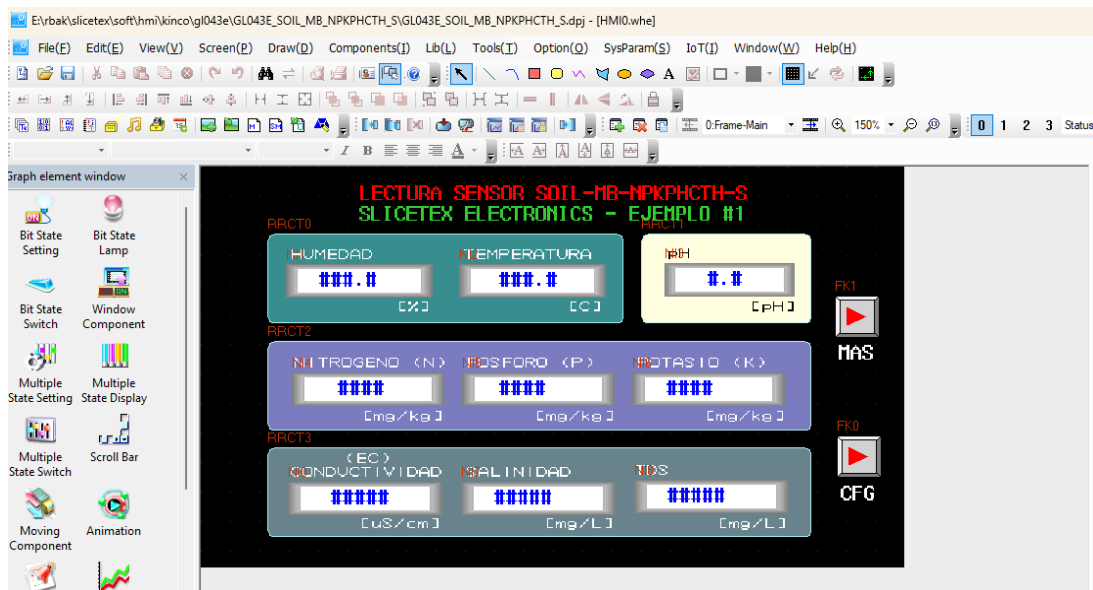 E:\rbak\slicetex\soft\hmi\kinco\gl043e\GL043E_SOIL_MB_NPKPHCTH_S\GL043E_SOIL_MB_NPKPHCTH_S.dpj - [HMI0.whe]
File(F) Edit(E) View(V) Screen(P) Draw(D) Components(I) Lib(L) Tools(T) Option(O) SysParam(S) IoT(I) Window(W) Help(H)
0:Frame-Main 150% 0 1 2 3 Status
I B A
Graph element window
Bit State Setting
Bit State Lamp
Bit State Switch
Window Component
Multiple State Setting
Multiple State Display
Multiple State Switch
Scroll Bar
Moving Component
Animation
LECTURA SENSOR SOIL-MB-NPKPHCTH-S
SLICETEX ELECTRONICS - EJEMPLO #1
RRCT0
RRCT1
HUMEDAD
TEMPERATURA
PH
###.#
###.#
#.#
[%]
[C]
[pH]
FK1
MAS
RRCT2
NITROGENO (N)
FOSFORO (P)
POTASIO (K)
####
####
####
[mg/kg]
[mg/kg]
[mg/kg]
FK0
CFG
RRCT3
(EC)
CONDUCTIVIDAD
SALINIDAD
TDS
#####
#####
#####
[uS/cm]
[mg/L]
[mg/L]